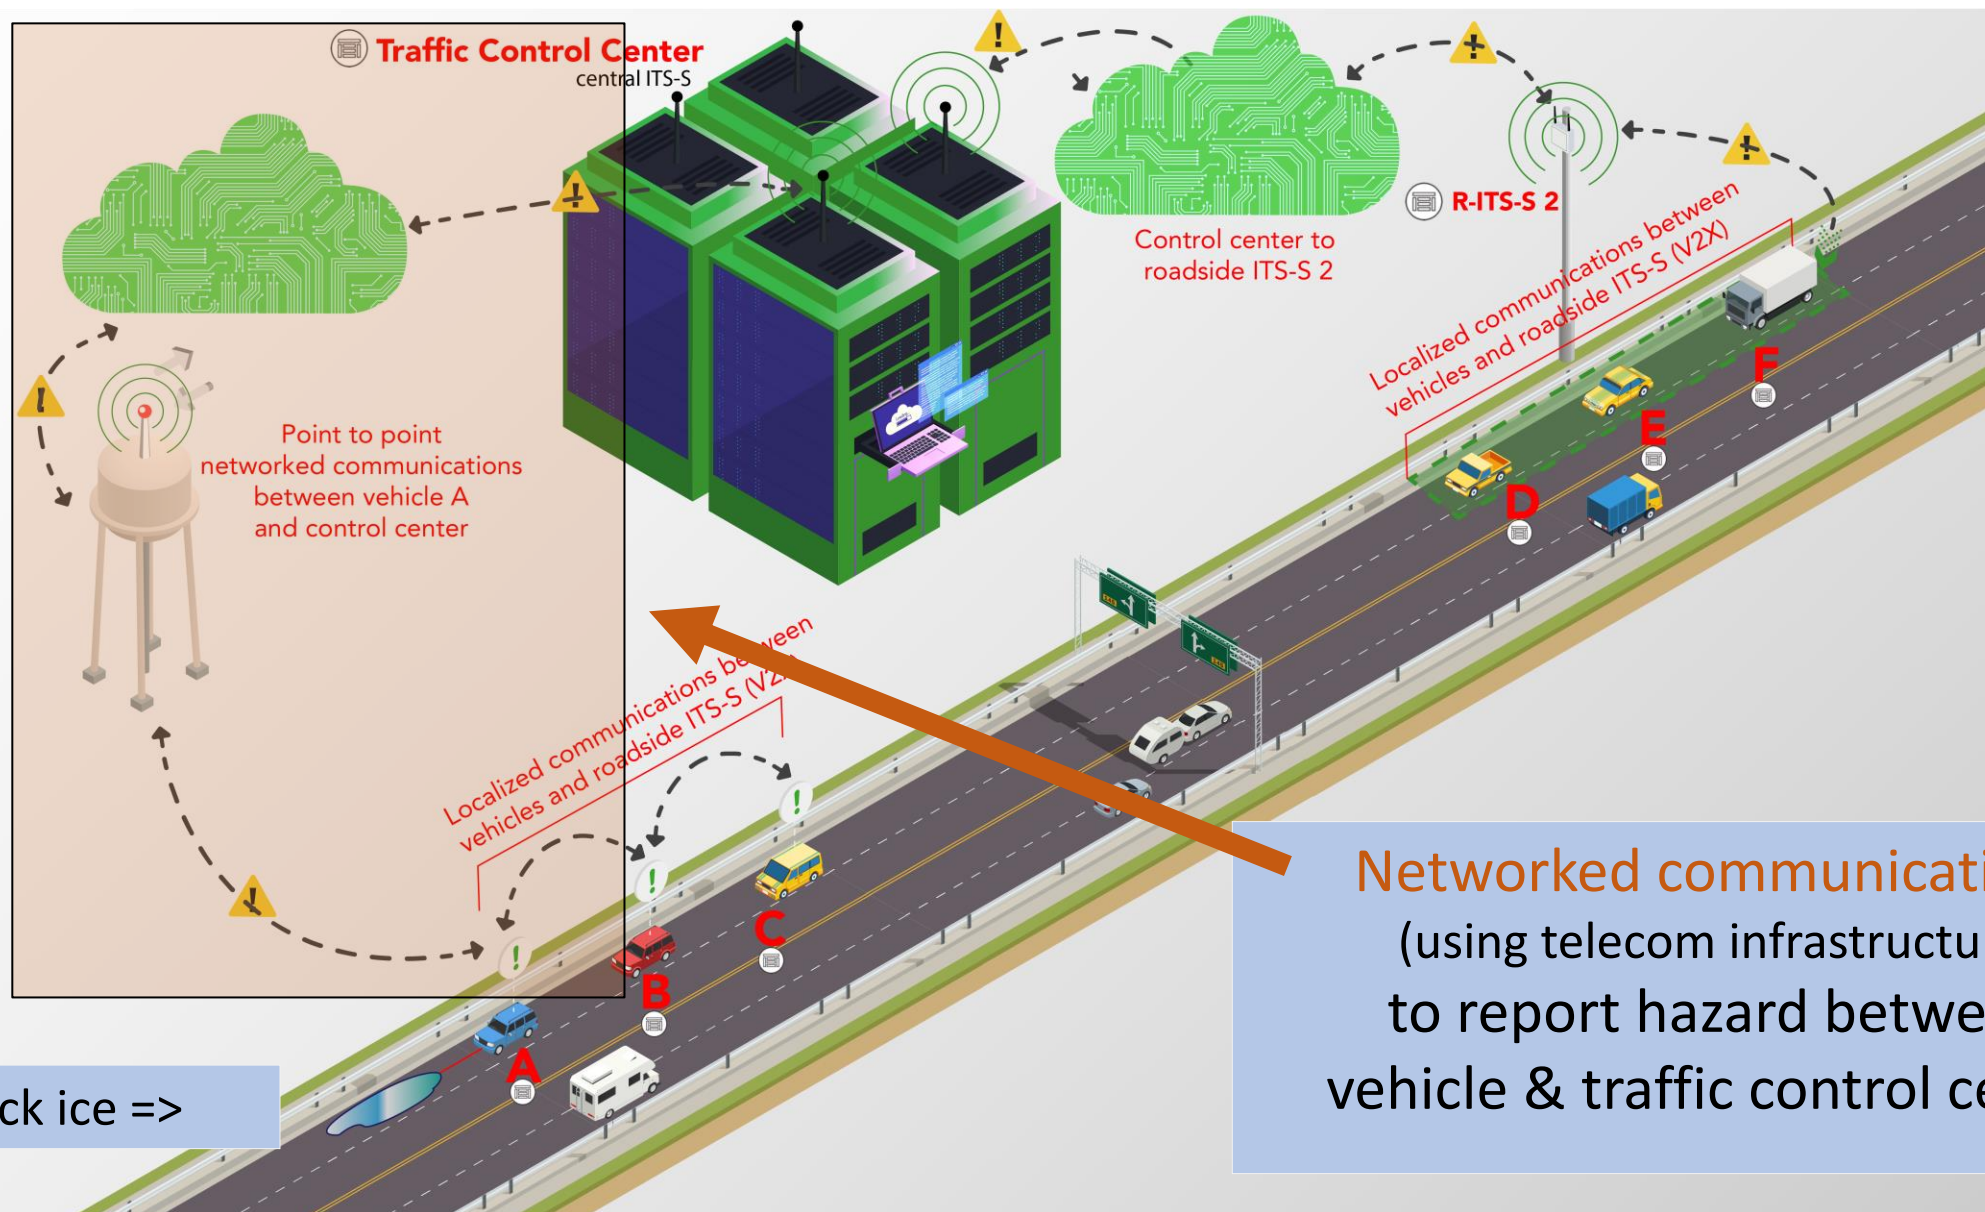 Traffic Control Center
central ITS-S
Control center to
roadside ITS-S 2
R-ITS-S 2
Localized communications between
vehicles and roadside ITS-S (V2X)
F
E
D
Point to point
networked communications
between vehicle A
and control center
Localized communications between
vehicles and roadside ITS-S
C
B
A
ck ice =>
Networked communicati
(using telecom infrastructu
to report hazard betwe
vehicle & traffic control ce